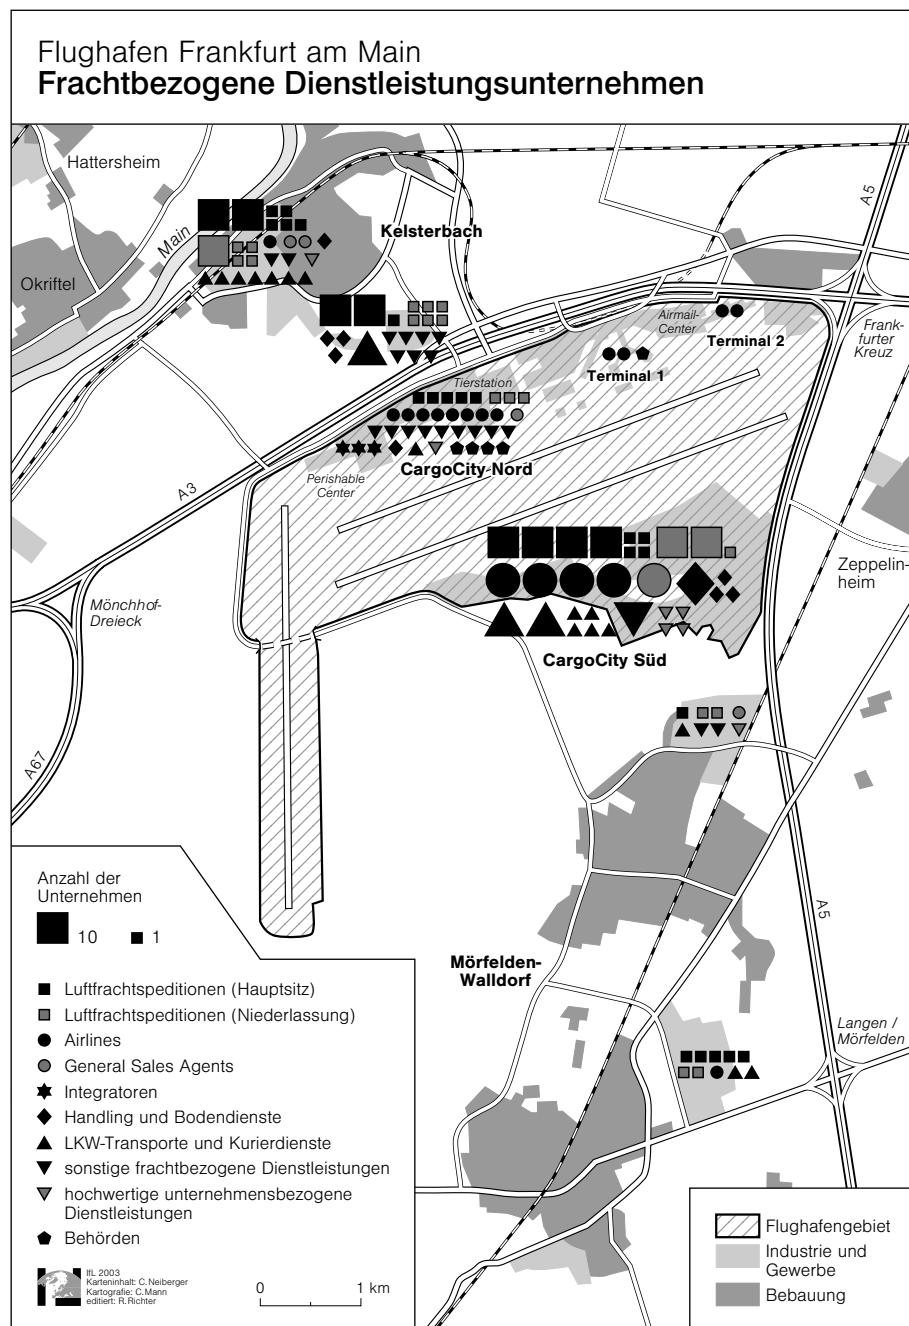 Flughafen Frankfurt am Main
Frachtbezogene Dienstleistungsunternehmen
Hattersheim
A 5
Main
Kelsterbach
Okriftel
Airmail-
Center
Terminal 2
Frank-
furter
Kreuz
Terminal 1
Tierstation
CargoCity Nord
Perishable
Center
A 3
Zeppelin-
heim
Mönchhof-
Dreieck
CargoCity Süd
A 67
A 5
Mörfelden-
Walldorf
Langen /
Mörfelden
Anzahl der
Unternehmen
10
1
Luftfrachtspeditionen (Hauptsitz)
Luftfrachtspeditionen (Niederlassung)
Airlines
General Sales Agents
Integratoren
Handling und Bodendienste
LKW-Transporte und Kurierdienste
sonstige frachtbezogene Dienstleistungen
hochwertige unternehmensbezogene
Dienstleistungen
Behörden
IfL 2003
Karteninhalt: C. Neiberger
Kartografie: C. Mann
editiert: R. Richter
0 1 km
Flughafengebiet
Industrie und
Gewerbe
Bebauung